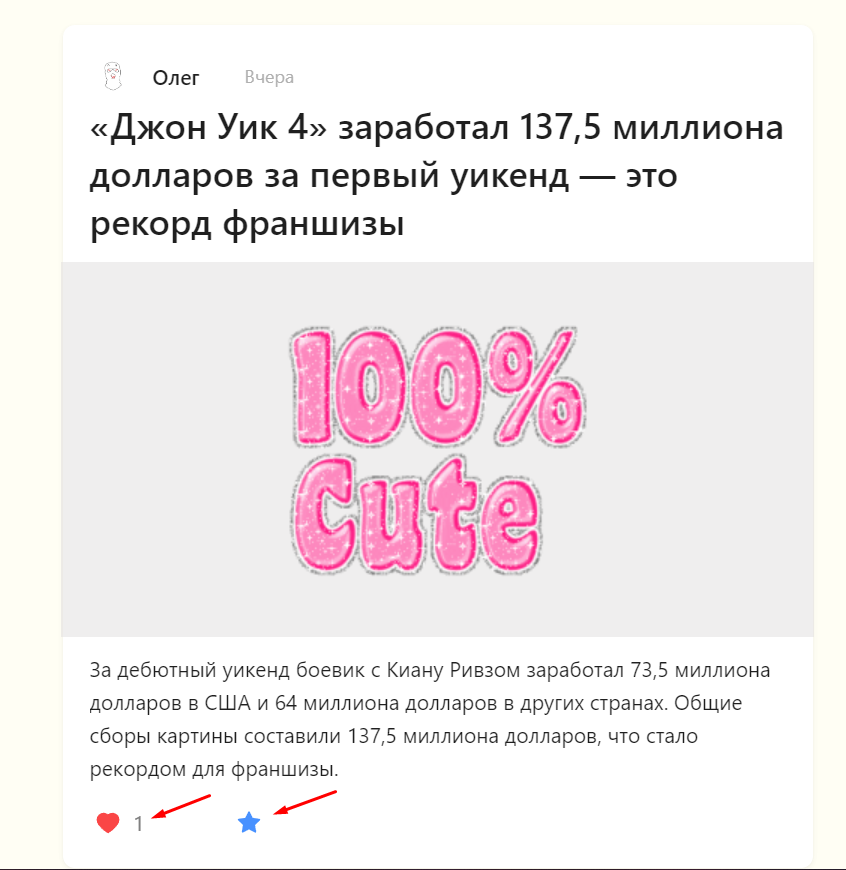 Олег Вчера
«Джон Уик 4» заработал 137,5 миллиона
долларов за первый уикенд — это
рекорд франшизы
100%
Cute
За дебютный уикенд боевик с Киану Ривзом заработал 73,5 миллиона
долларов в США и 64 миллиона долларов в других странах. Общие
сборы картины составили 137,5 миллиона долларов, что стало
рекордом для франшизы.
1